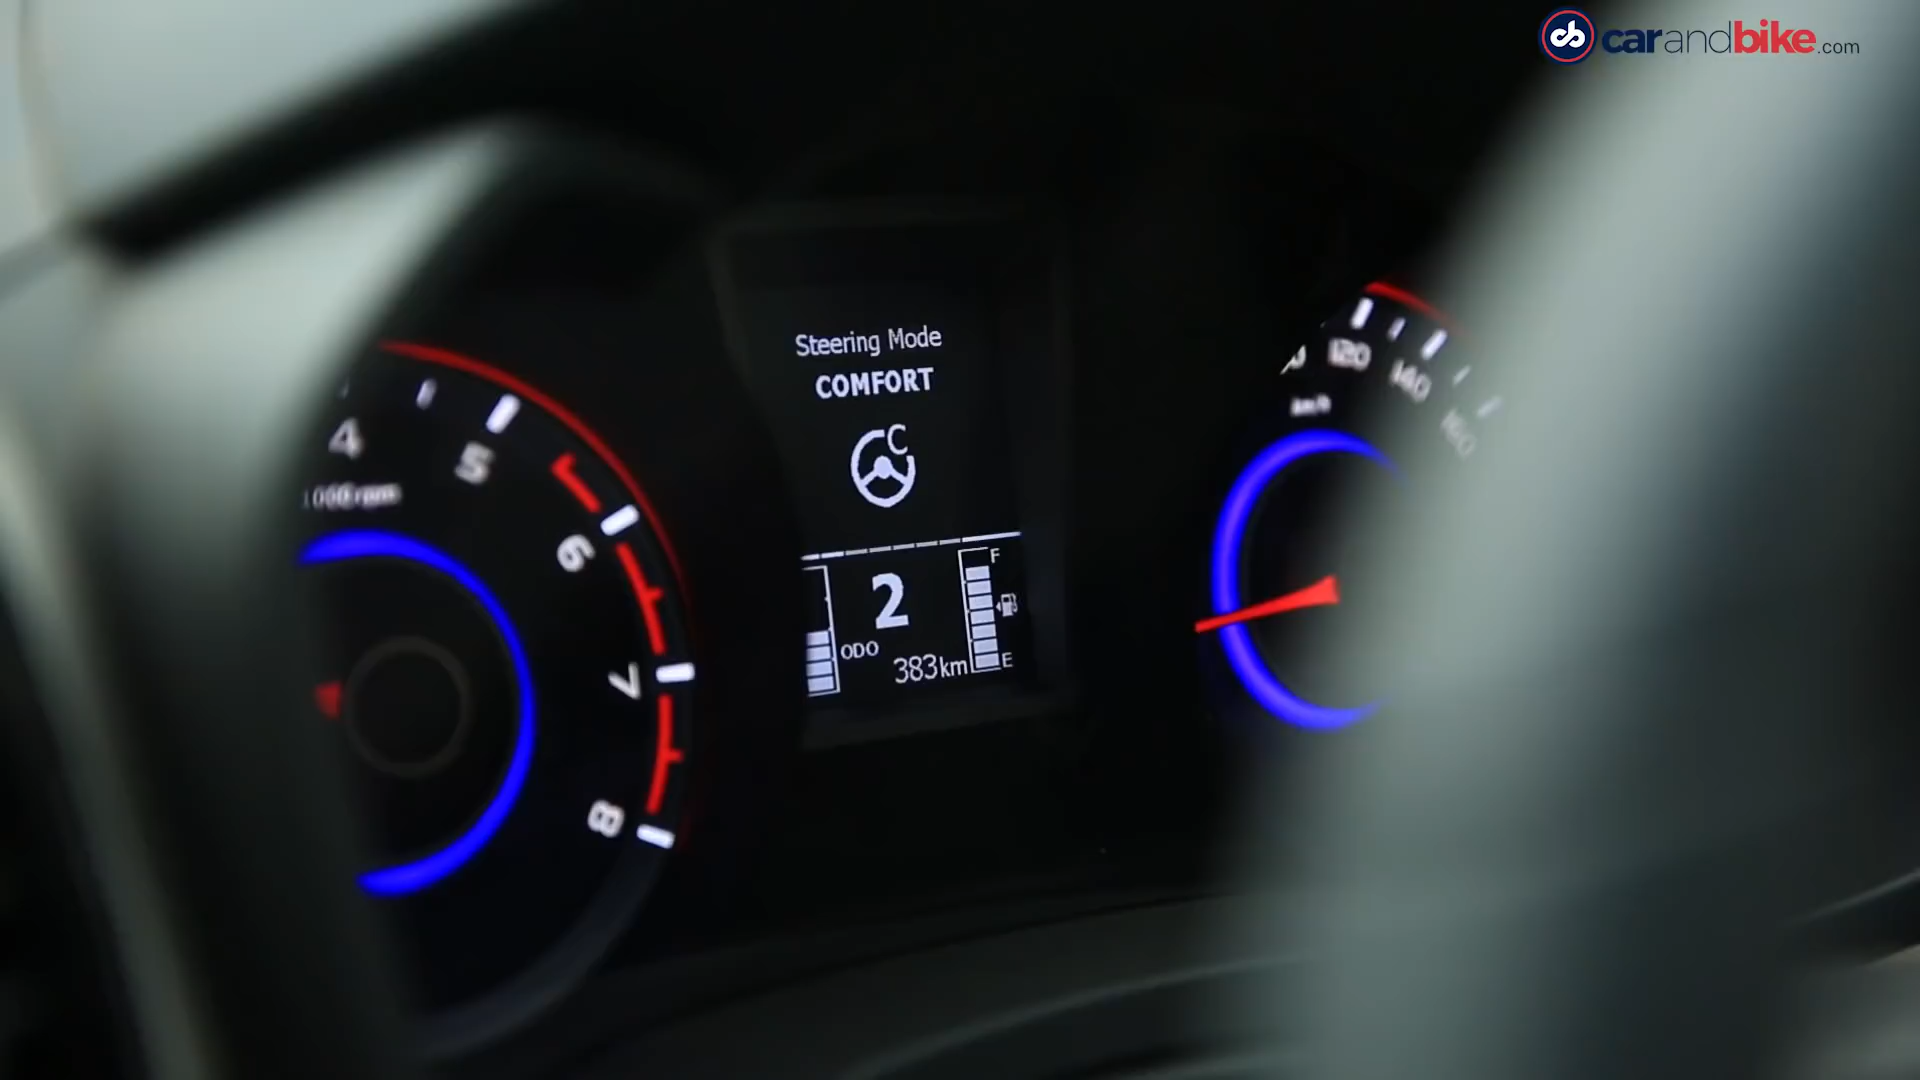 carandbike.com
Steering Mode
COMFORT
C
4
5
6
7
8
1000rpm
2
ODO
383km
F
E
120
140
160
km/h